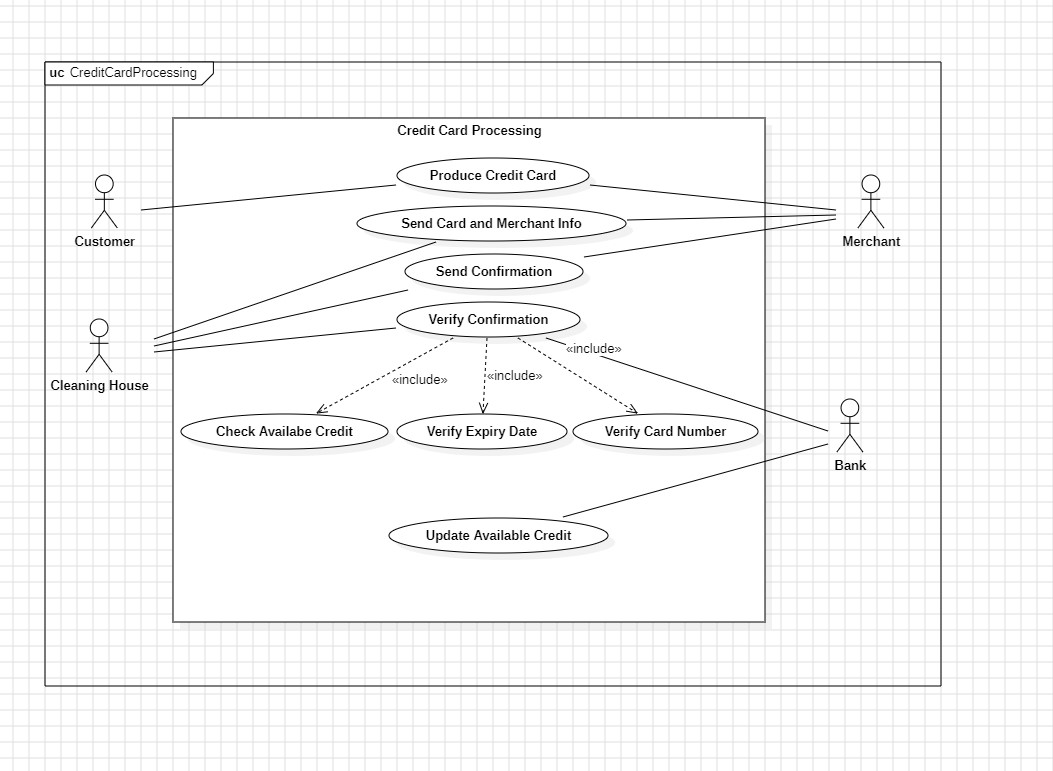 uc CreditCardProcessing
Credit Card Processing
Produce Credit Card
Send Card and Merchant Info
Customer
Merchant
Send Confirmation
Verify Confirmation
«include»
«include»
«include»
Cleaning House
Check Availabe Credit
Verify Expiry Date
Verify Card Number
Bank
Update Available Credit